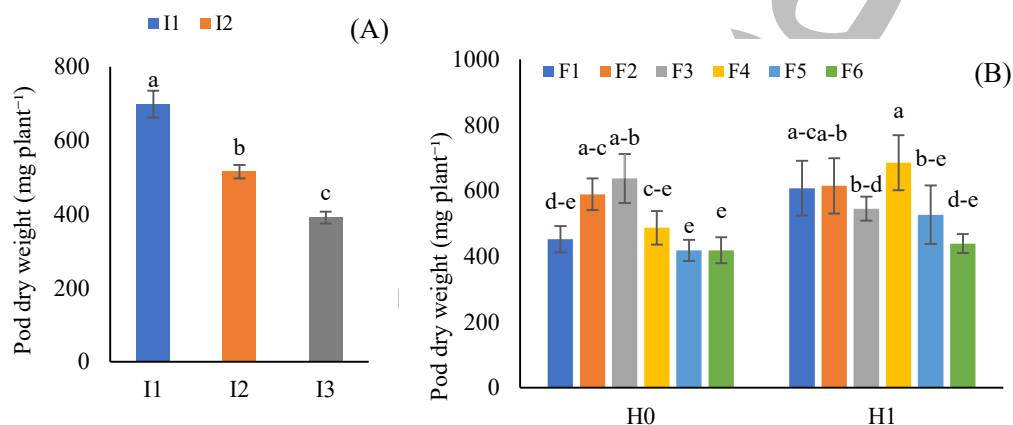 I1 I2
(A)
Pod dry weight (mg plant⁻¹)
800
600
400
200
0
a
b
c
I1 I2 I3
(B)
F1 F2 F3 F4 F5 F6
Pod dry weight (mg plant⁻¹)
1000
800
600
400
200
0
d-e a-c a-b c-e e e
a-c a-b b-d a b-e d-e
H0 H1